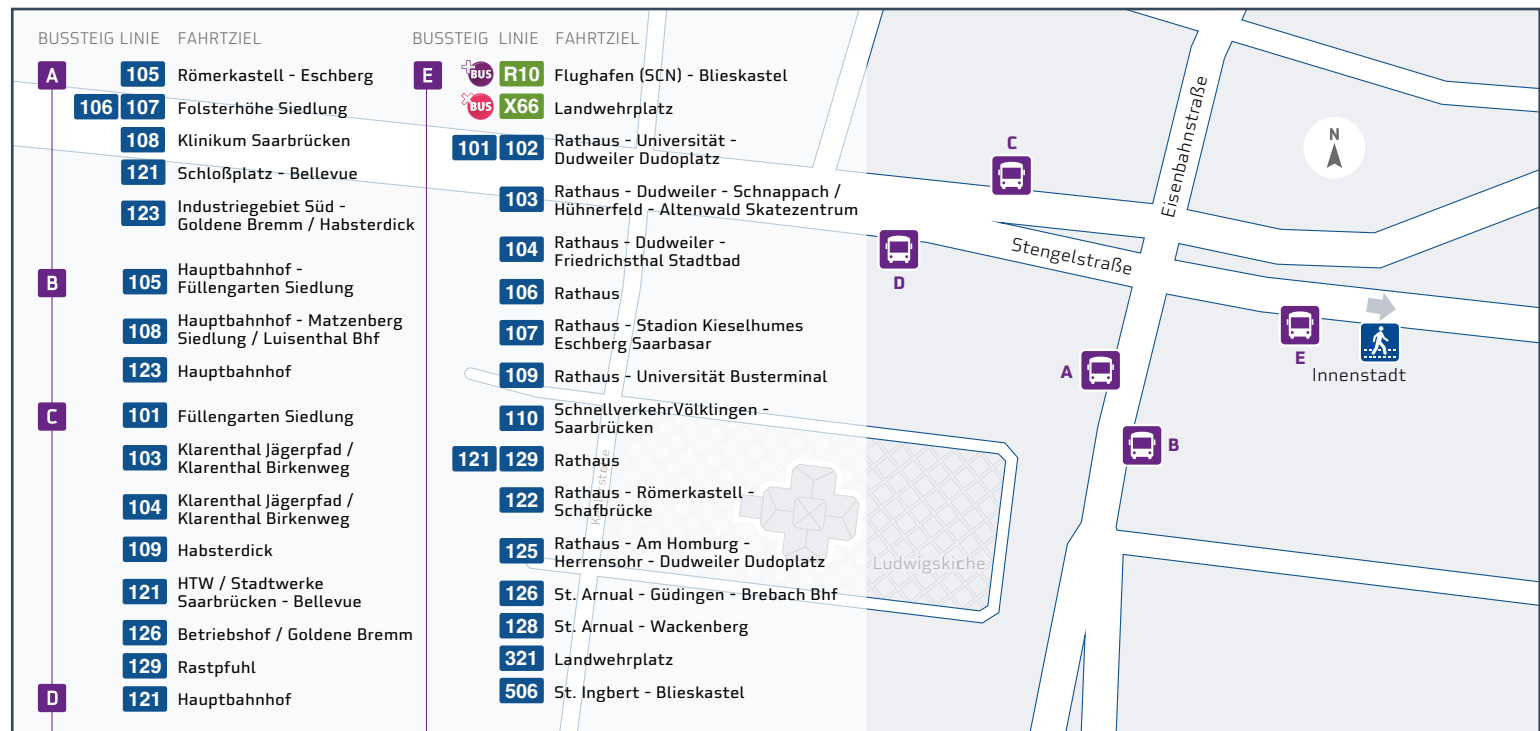 BUSSTEIG LINIE FAHRTZIEL
A 105 Römerkastell - Eschberg
106 107 Folsterhöhe Siedlung
108 Klinikum Saarbrücken
121 Schloßplatz - Bellevue
123 Industriegebiet Süd -
Goldene Bremm / Habsterdick
B 105 Hauptbahnhof -
Füllengarten Siedlung
108 Hauptbahnhof - Matzenberg
Siedlung / Luisenthal Bhf
123 Hauptbahnhof
C 101 Füllengarten Siedlung
103 Klarenthal Jägerpfad /
Klarenthal Birkenweg
104 Klarenthal Jägerpfad /
Klarenthal Birkenweg
109 Habsterdick
121 HTW / Stadtwerke
Saarbrücken - Bellevue
126 Betriebshof / Goldene Bremm
129 Rastpfuhl
D 121 Hauptbahnhof
BUSSTEIG LINIE FAHRTZIEL
E +BUS R10 Flughafen (SCN) - Blieskastel
xBUS X66 Landwehrplatz
101 102 Rathaus - Universität -
Dudweiler Dudoplatz
103 Rathaus - Dudweiler - Schnappach /
Hühnerfeld - Altenwald Skatezentrum
104 Rathaus - Dudweiler -
Friedrichsthal Stadtbad
106 Rathaus
107 Rathaus - Stadion Kieselhumes
Eschberg Saarbasar
109 Rathaus - Universität Busterminal
110 SchnellverkehrVölklingen -
Saarbrücken
121 129 Rathaus
122 Rathaus - Römerkastell -
Schafbrücke
125 Rathaus - Am Homburg -
Herrensohr - Dudweiler Dudoplatz
126 St. Arnual - Güdingen - Brebach Bhf
128 St. Arnual - Wackenberg
321 Landwehrplatz
506 St. Ingbert - Blieskastel
Eisenbahnstraße
N
C
Stengelstraße
D
E
Innenstadt
A
B
Ludwigskiche